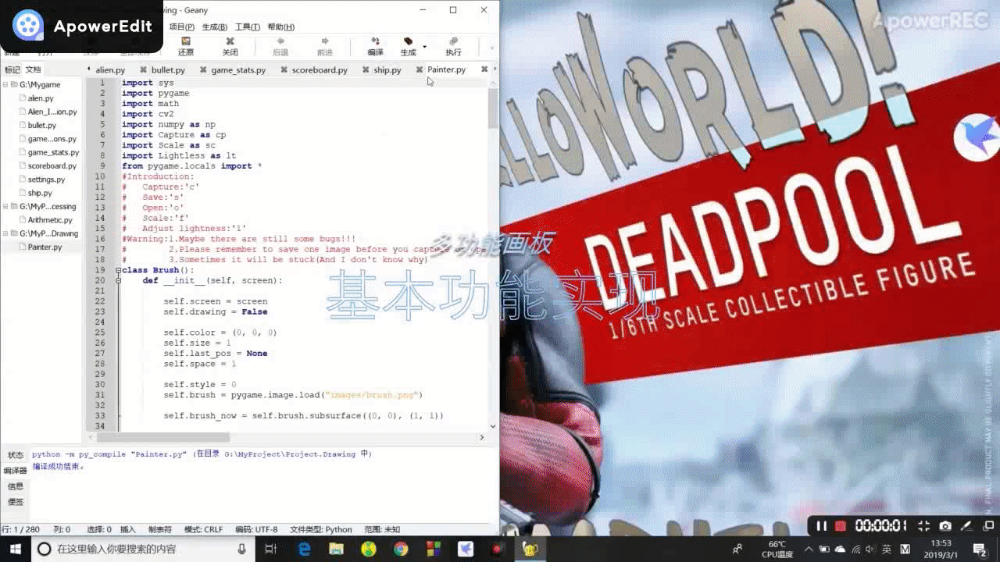 ApowerEdit
wing - Geany
项目(P) 生成(B) 工具(T) 帮助(H)
还原 关闭 后退 前进 编译 生成 执行
标记 文档
alien.py bullet.py game_stats.py scoreboard.py ship.py Painter.py
G:\Mygame
alien.py
Alien_I...ion.py
bullet.py
game...ons.py
game_stats.py
scoreboard.py
settings.py
ship.py
G:\MyP...cessing
Arithmetic.py
G:\MyP...Drawing
Painter.py
1 import sys
2 import pygame
3 import math
4 import cv2
5 import numpy as np
6 import Capture as cp
7 import Scale as sc
8 import Lightless as lt
9 from pygame.locals import *
10 #Introduction:
11 # Capture:'c'
12 # Save:'s'
13 # Open:'o'
14 # Scale:'f'
15 # Adjust lightness:'l'
16 #Warning:1.Maybe there are still some bugs!!!
17 # 2.Please remember to save one image before you
18 # 3.Sometimes it will be stuck(And I don't know why)
19 class Brush():
20 def __init__(self, screen):
21
22 self.screen = screen
23 self.drawing = False
24
25 self.color = (0, 0, 0)
26 self.size = 1
27 self.last_pos = None
28 self.space = 1
29
30 self.style = 0
31 self.brush = pygame.image.load("images/brush.png")
32
33 self.brush_now = self.brush.subsurface((0, 0), (1, 1))
34
多功能画板
基本功能实现
状态
编译器
信息
便签
python -m py_compile "Painter.py" (在目录 G:\MyProject\Project.Drawing 中)
编译成功结束。
行: 1 / 280 列: 0 选择: 0 插入 制表符 模式: CRLF 编码: UTF-8 文件类型: Python 范围: 未知
ApowerREC
LLOWORLD!
DEADPOOL
1/6TH SCALE COLLECTIBLE FIGURE
00:00:01
在这里输入你要搜索的内容
66℃
CPU温度
英
M
13:53
2019/3/1
2